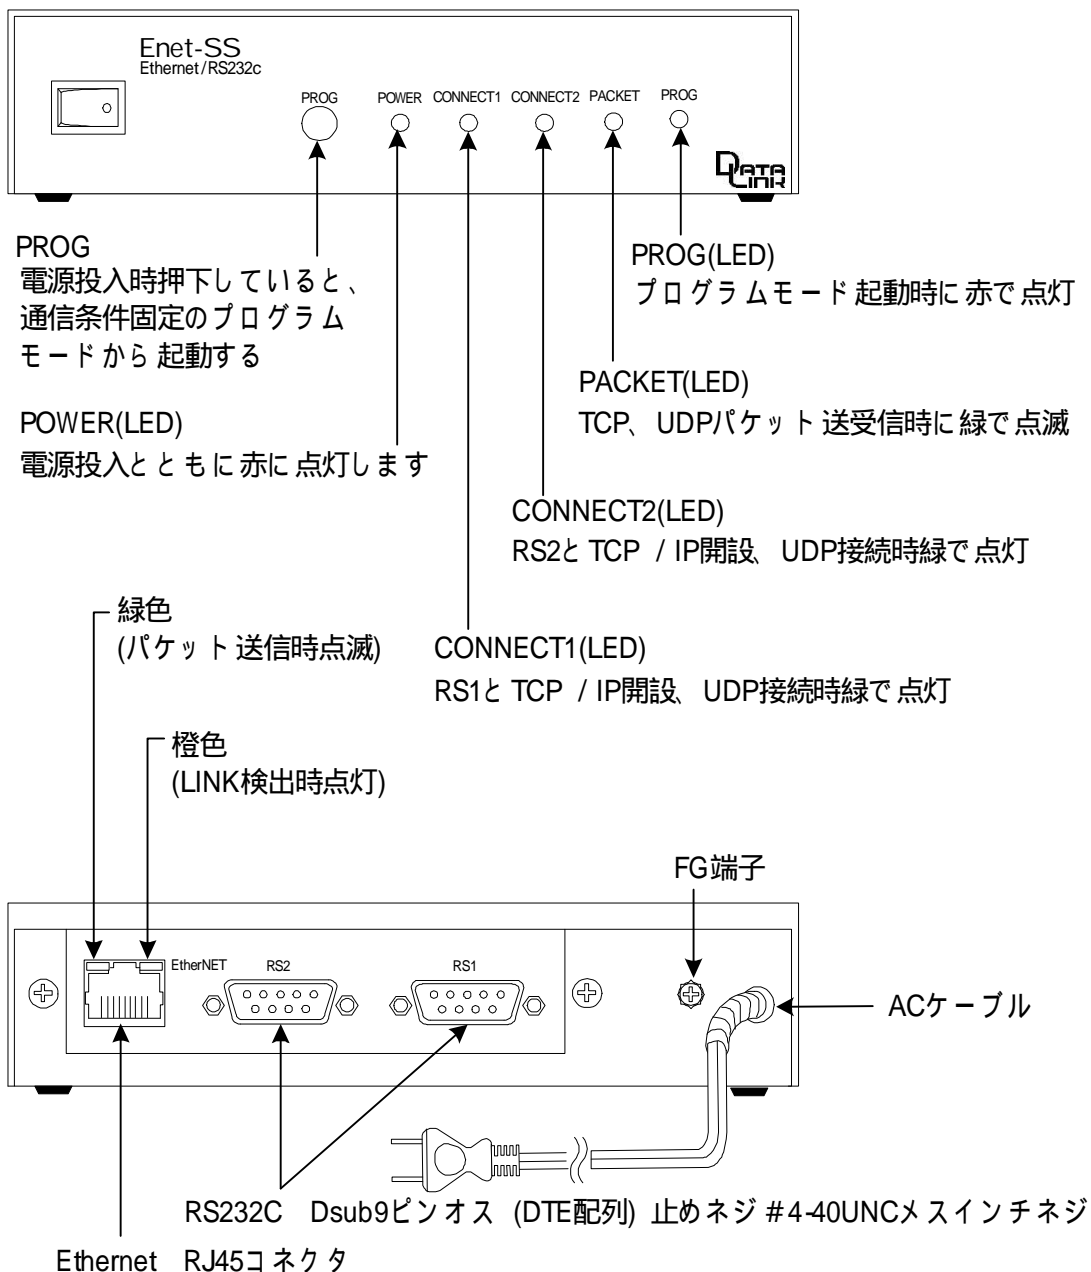 Enet-SS
Ethernet/RS232c
PROG
POWER
CONNECT1
CONNECT2
PACKET
PROG
DATA LINK
PROG
電源投入時押下していると、
通信条件固定のプログラム
モードから起動する
PROG(LED)
プログラムモード起動時に赤で点灯
PACKET(LED)
TCP、UDPパケット送受信時に緑で点滅
POWER(LED)
電源投入とともに赤に点灯します
CONNECT2(LED)
RS2とTCP/IP開設、UDP接続時緑で点灯
緑色
(パケット送信時点滅)
CONNECT1(LED)
RS1とTCP/IP開設、UDP接続時緑で点灯
橙色
(LINK検出時点灯)
FG端子
EtherNET
RS2
RS1
ACケーブル
RS232C Dsub9ピンオス (DTE配列) 止めネジ#4-40UNCメスインチネジ
Ethernet RJ45コネクタ